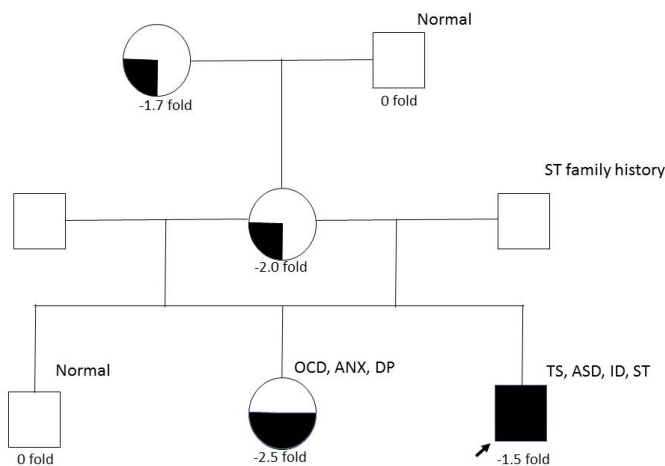 Normal
-1.7 fold
0 fold
ST family history
-2.0 fold
Normal
OCD, ANX, DP
TS, ASD, ID, ST
0 fold
-2.5 fold
-1.5 fold